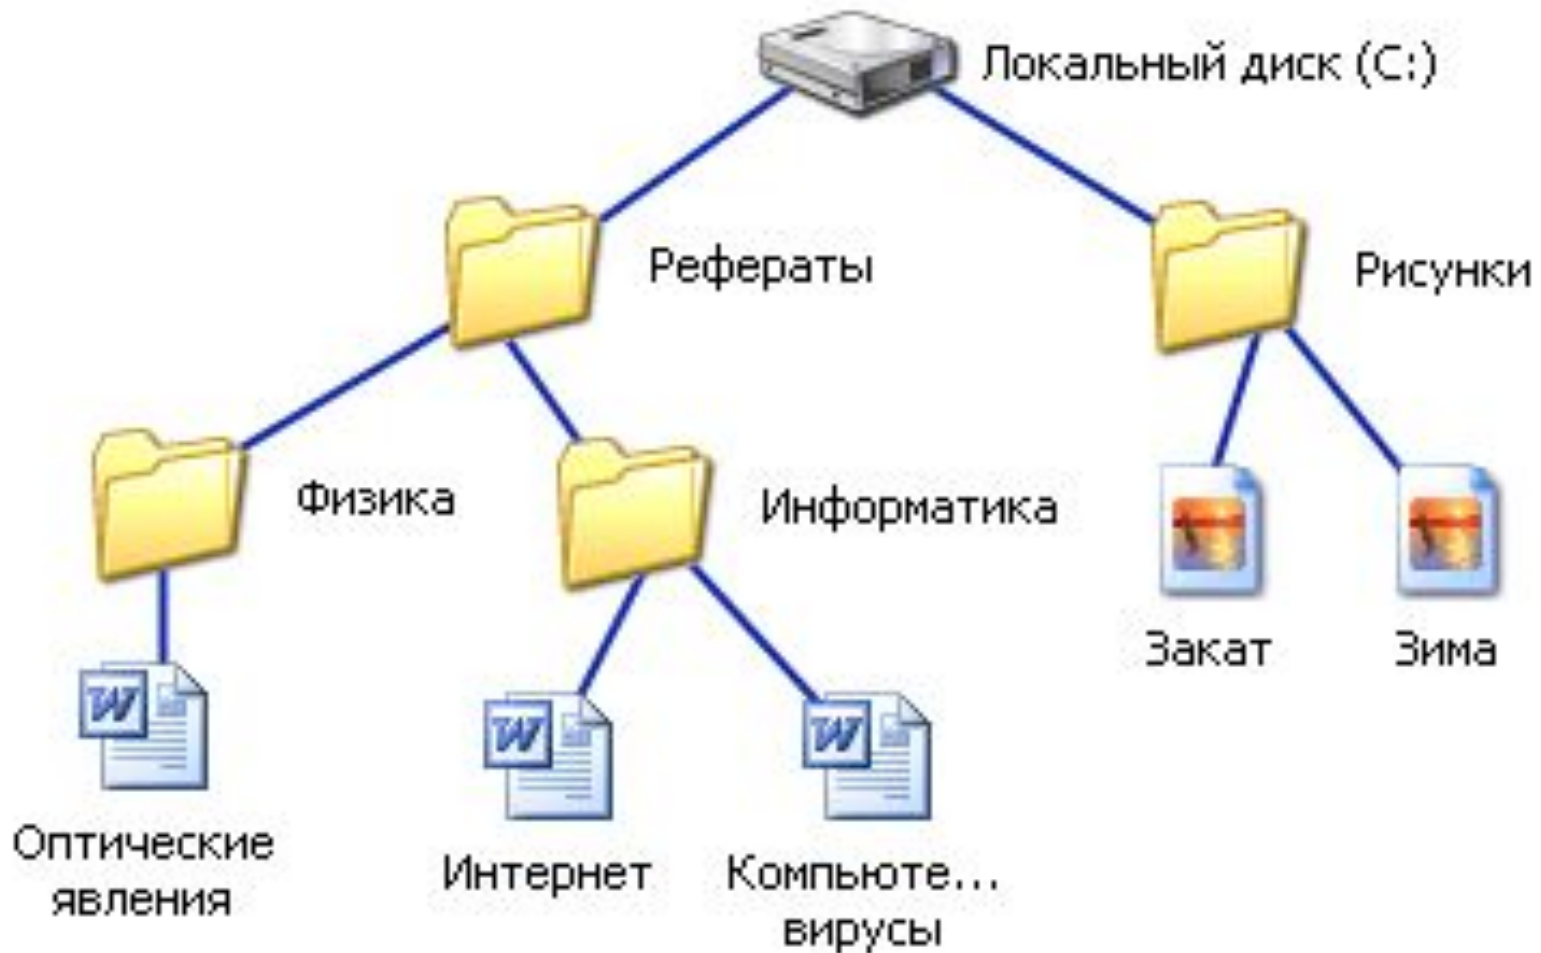 Локальный диск (C:)
Рефераты
Рисунки
Физика
Информатика
Закат
Зима
Оптические
явления
Интернет
Компьюте...
вирусы